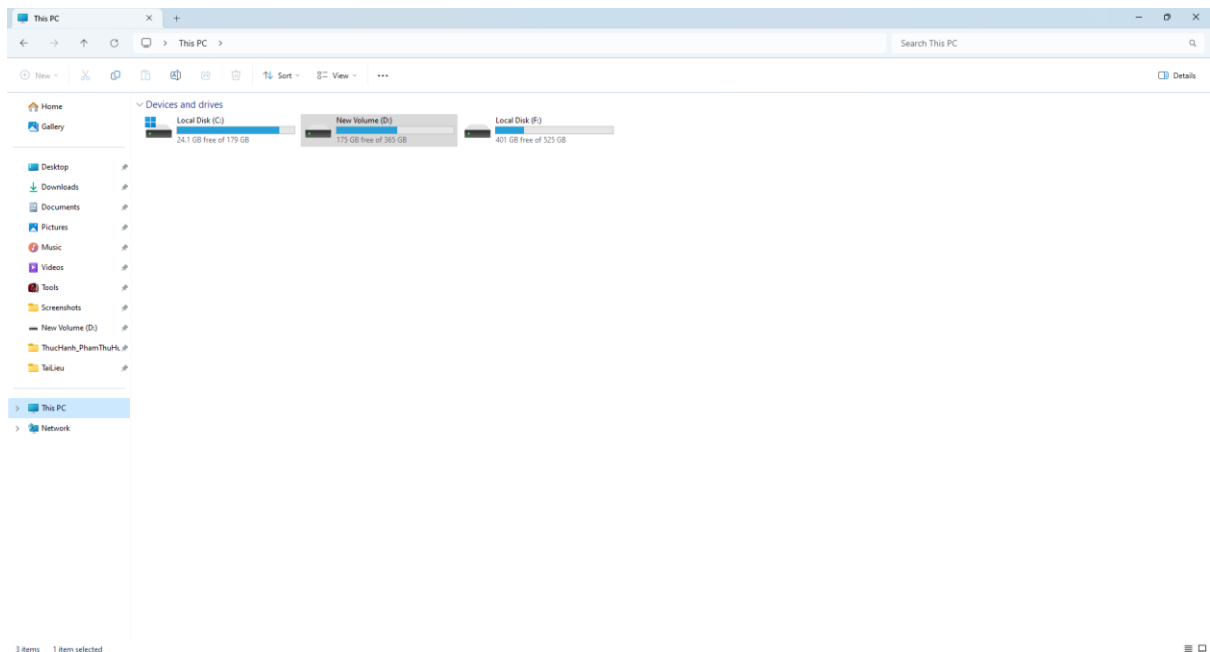 This PC
This PC
Search This PC
New
Sort
View
Details
Home
Gallery
Desktop
Downloads
Documents
Pictures
Music
Videos
Tools
Screenshots
New Volume (D:)
ThucHanh_PhamThuHu
TaiLieu
This PC
Network
Devices and drives
Local Disk (C:)
24.1 GB free of 179 GB
New Volume (D:)
175 GB free of 365 GB
Local Disk (F:)
401 GB free of 525 GB
3 items 1 item selected